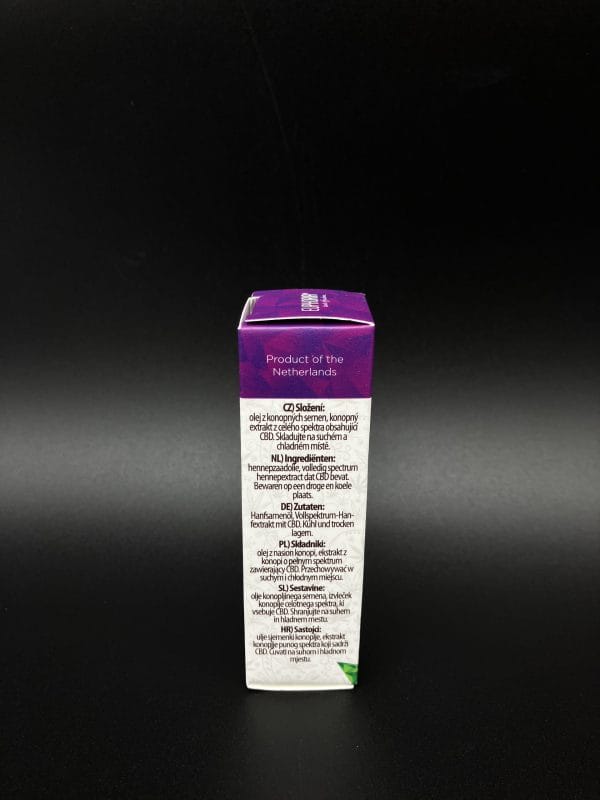 EUPHORIA
Product of the
Netherlands
CZ) Složení:
olej z konopných semen, konopný
extrakt z celého spektra obsahující
CBD. Skladujte na suchém a
chladném místě.
NL) Ingrediënten:
hennepzaadolie, volledig spectrum
hennepextract dat CBD bevat.
Bewaren op een droge en koele
plaats.
DE) Zutaten:
Hanfsamenöl, Vollspektrum-Han-
fextrakt mit CBD. Kühl und trocken
lagern.
PL) Składniki:
olej z nasion konopi, ekstrakt z
konopi o pełnym spektrum
zawierający CBD. Przechowywać w
suchym i chłodnym miejscu.
SL) Sestavine:
olje konopljinega semena, izvleček
konoplje celotnega spektra, ki
vsebuje CBD. Shranjujte na suhem
in hladnem mestu.
HR) Sastojci:
ulje sjemenki konoplje, ekstrakt
konoplje punog spektra koji sadrži
CBD. Čuvati na suhom i hladnom
mjestu.